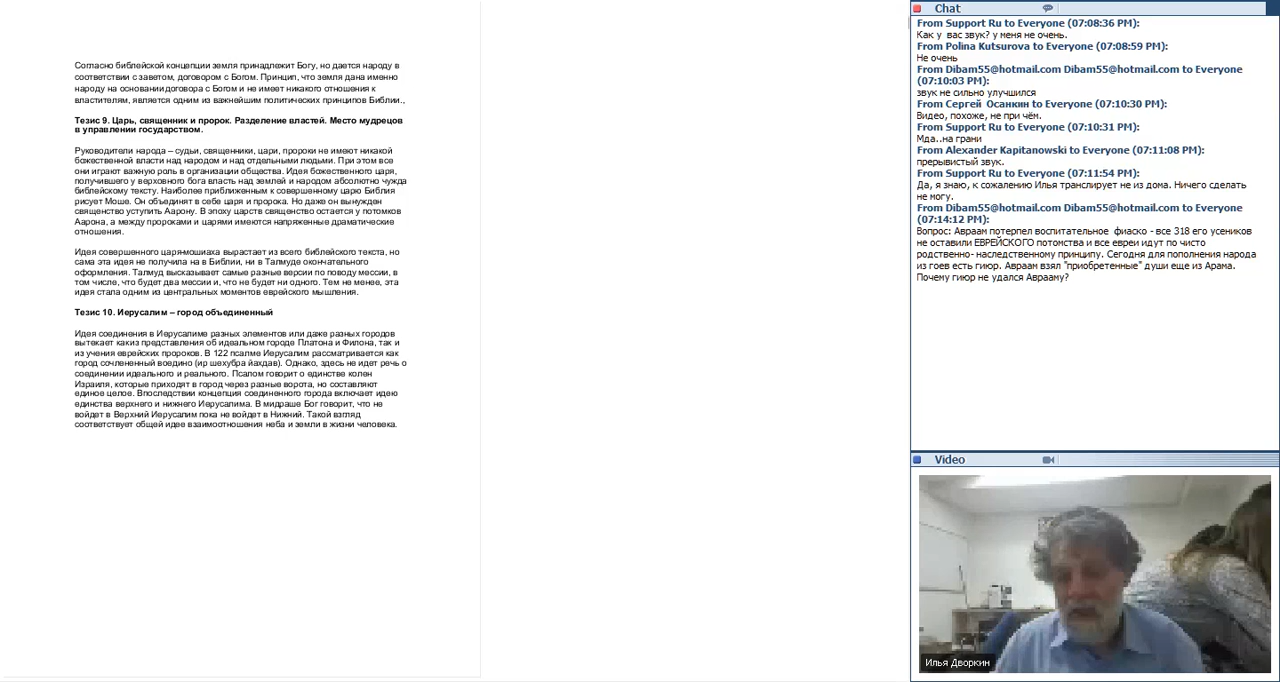 Согласно библейской концепции земля принадлежит Богу, но дается народу в
соответствии с заветом, договором с Богом. Принцип, что земля дана именно
народу на основании договора с Богом и не имеет никакого отношения к
властителям, является одним из важнейшим политических принципов Библии.,
Тезис 9. Царь, священник и пророк. Разделение властей. Место мудрецов
в управлении государством.
Руководители народа – судьи, священники, цари, пророки не имеют никакой
божественной власти над народом и над отдельными людьми. При этом все
они играют важную роль в организации общества. Идея божественного царя,
получившего у верховного бога власть над землей и народом абсолютно чужда
библейскому тексту. Наиболее приближенным к совершенному царю Библия
рисует Моше. Он объединят в себе царя и пророка. Но даже он вынужден
священство уступить Аарону. В эпоху царств священство остается у потомков
Аарона, а между пророками и царями имеются напряженные драматические
отношения.
Идея совершенного царя-мошиаха вырастает из всего библейского текста, но
сама эта идея не получила на в Библии, ни в Талмуде окончательного
оформления. Талмуд высказывает самые разные версии по поводу мессии, в
том числе, что будет два мессии и, что не будет ни одного. Тем не менее, эта
идея стала одним из центральных моментов еврейского мышления.
Тезис 10. Иерусалим – город объединенный
Идея соединения в Иерусалиме разных элементов или даже разных городов
вытекает какиз представления об идеальном городе Платона и Филона, так и
из учения еврейских пророков. В 122 псалме Иерусалим рассматривается как
город сочлененный воедино (ир шехубра йахдав). Однако, здесь не идет речь о
соединении идеального и реального. Псалом говорит о единстве колен
Израиля, которые приходят в город через разные ворота, но составляют
единое целое. Впоследствии концепция соединенного города включает идею
единства верхнего и нижнего Иерусалима. В мидраше Бог говорит, что не
войдет в Верхний Иерусалим пока не войдет в Нижний. Такой взгляд
соответствует общей идее взаимоотношения неба и земли в жизни человека.
Chat
From Support Ru to Everyone (07:08:36 PM):
Как у вас звук? у меня не очень.
From Polina Kutsurova to Everyone (07:08:59 PM):
Не очень
From Dibam55@hotmail.com Dibam55@hotmail.com to Everyone
(07:10:03 PM):
звук не сильно улучшился
From Сергей Осанкин to Everyone (07:10:30 PM):
Видео, похоже, не при чём.
From Support Ru to Everyone (07:10:31 PM):
Мда..на грани
From Alexander Kapitanowski to Everyone (07:11:08 PM):
прерывистый звук.
From Support Ru to Everyone (07:11:54 PM):
Да, я знаю, к сожалению Илья транслирует не из дома. Ничего сделать
не могу.
From Dibam55@hotmail.com Dibam55@hotmail.com to Everyone
(07:14:12 PM):
Вопрос: Авраам потерпел воспитательное фиаско - все 318 его усеников
не оставили ЕВРЕЙСКОГО потомства и все евреи идут по чисто
родственно- наследственному принципу. Сегодня для пополнения народа
из гоев есть гиюр. Авраам взял "приобретенные" души еще из Арама.
Почему гиюр не удался Аврааму?
Video
Илья Дворкин